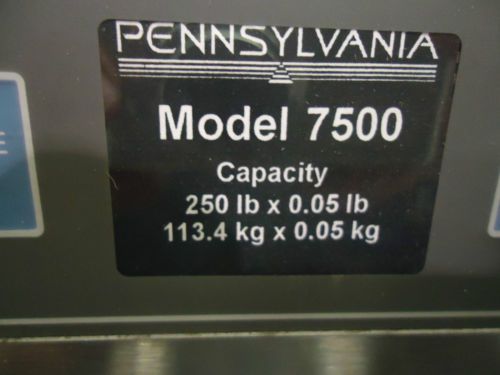 PENNSYLVANIA
Model 7500
Capacity
250 lb x 0.05 lb
113.4 kg x 0.05 kg
E